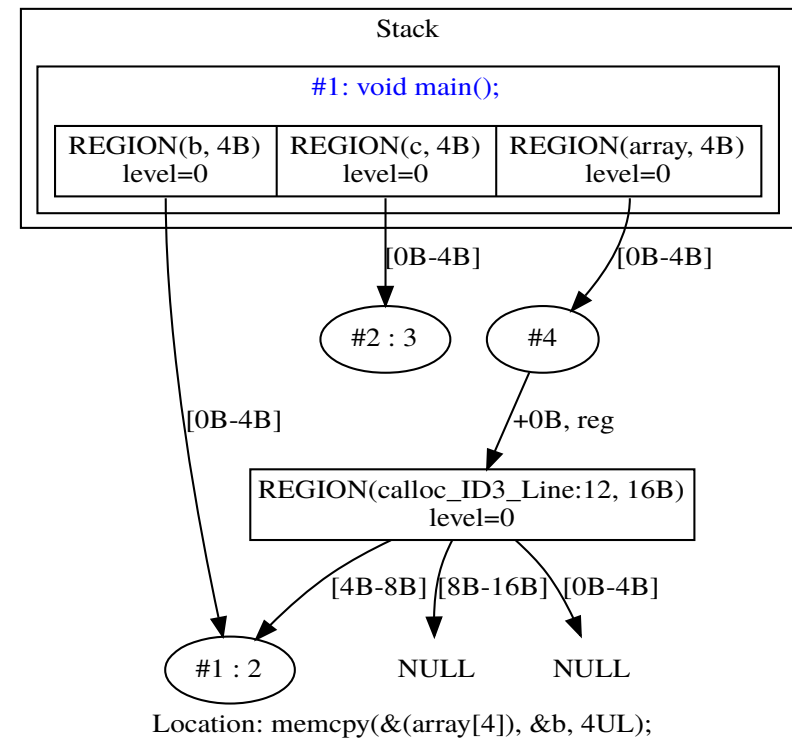 Stack
#1: void main();
REGION(b, 4B)
level=0
REGION(c, 4B)
level=0
REGION(array, 4B)
level=0
[0B-4B]
[0B-4B]
#2 : 3
#4
[0B-4B]
+0B, reg
REGION(calloc_ID3_Line:12, 16B)
level=0
[4B-8B]
[8B-16B]
[0B-4B]
#1 : 2
NULL
NULL
Location: memcpy(&(array[4]), &b, 4UL);